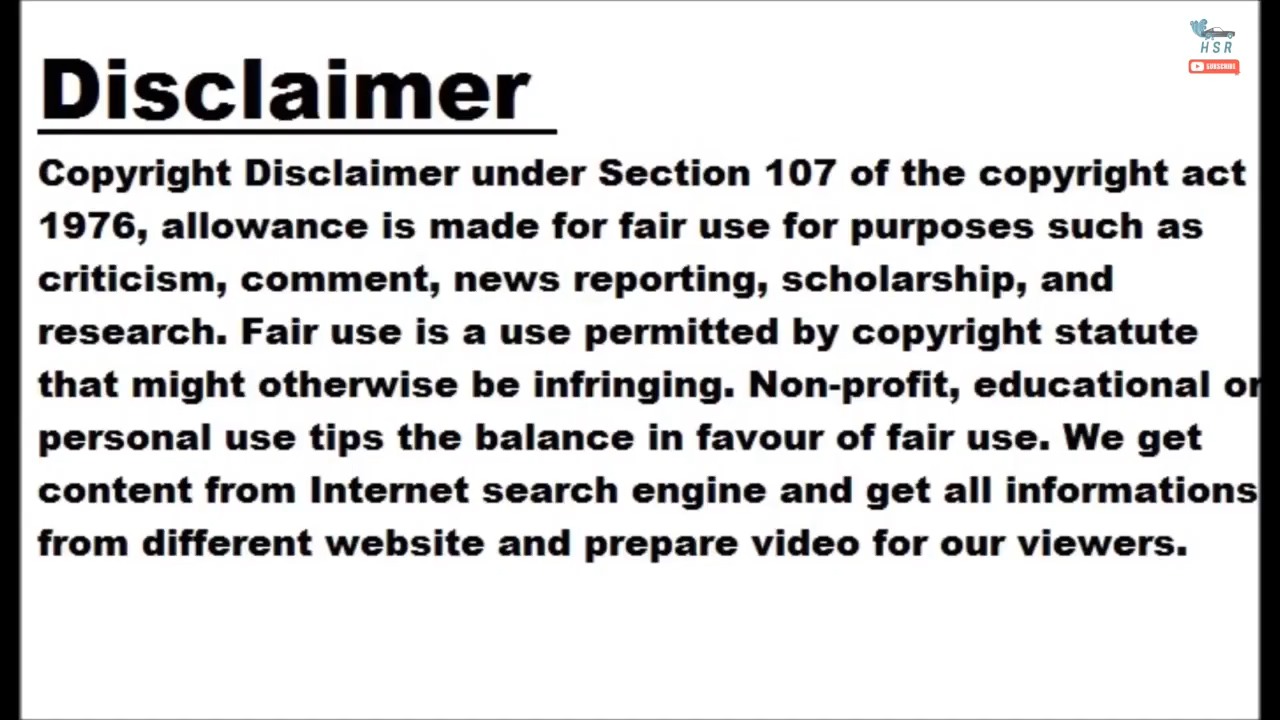 HSR
SUBSCRIBE
Disclaimer
Copyright Disclaimer under Section 107 of the copyright act
1976, allowance is made for fair use for purposes such as
criticism, comment, news reporting, scholarship, and
research. Fair use is a use permitted by copyright statute
that might otherwise be infringing. Non-profit, educational or
personal use tips the balance in favour of fair use. We get
content from Internet search engine and get all informations
from different website and prepare video for our viewers.